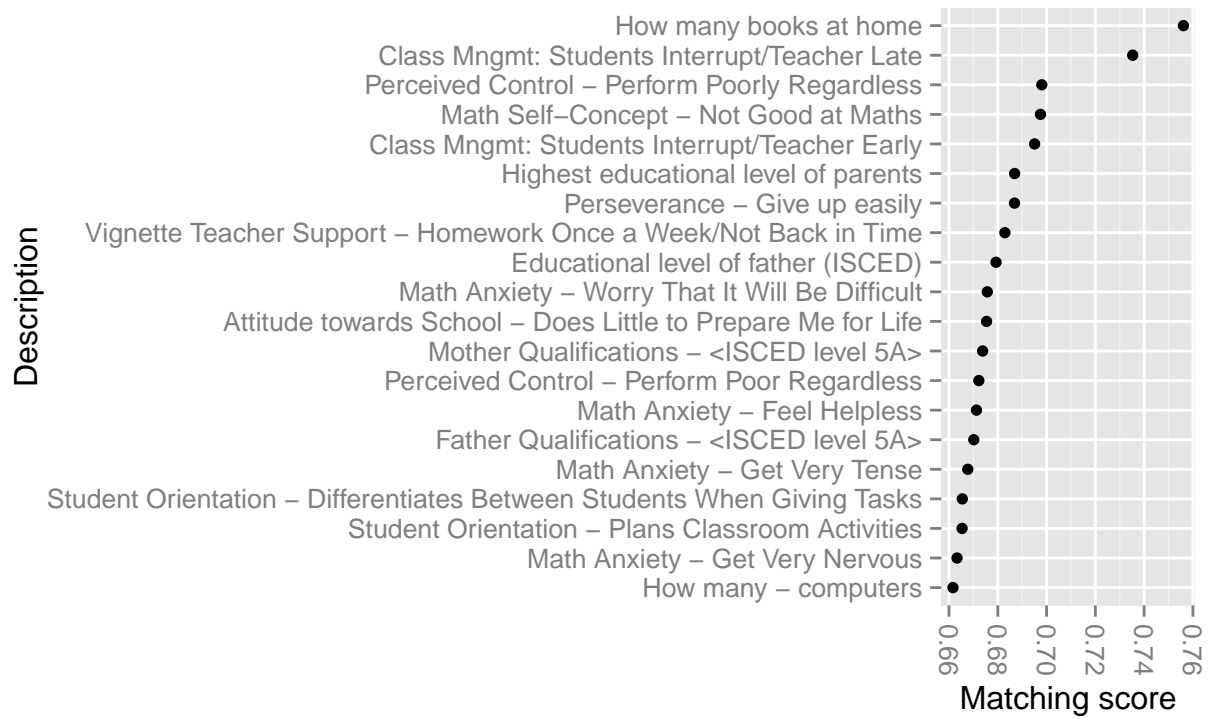 How many books at home
Class Mngmt: Students Interrupt/Teacher Late
Perceived Control − Perform Poorly Regardless
Math Self−Concept − Not Good at Maths
Class Mngmt: Students Interrupt/Teacher Early
Highest educational level of parents
Perseverance − Give up easily
Vignette Teacher Support − Homework Once a Week/Not Back in Time
Educational level of father (ISCED)
Math Anxiety − Worry That It Will Be Difficult
Attitude towards School − Does Little to Prepare Me for Life
Mother Qualifications − <ISCED level 5A>
Perceived Control − Perform Poor Regardless
Math Anxiety − Feel Helpless
Father Qualifications − <ISCED level 5A>
Math Anxiety − Get Very Tense
Student Orientation − Differentiates Between Students When Giving Tasks
Student Orientation − Plans Classroom Activities
Math Anxiety − Get Very Nervous
How many − computers
Description
0.66
0.68
0.70
0.72
0.74
0.76
Matching score